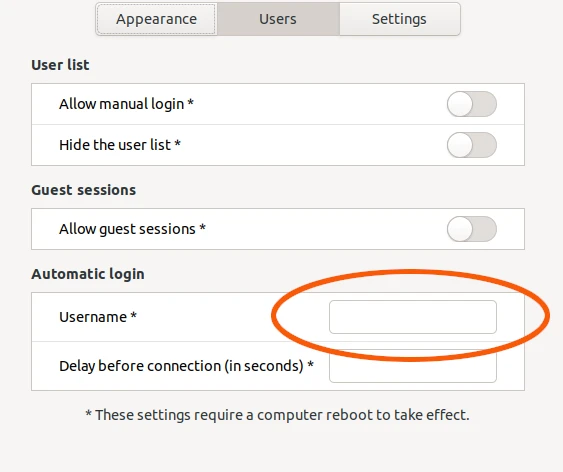 Appearance Users Settings
User list
Allow manual login *
Hide the user list *
Guest sessions
Allow guest sessions *
Automatic login
Username *
Delay before connection (in seconds) *
* These settings require a computer reboot to take effect.